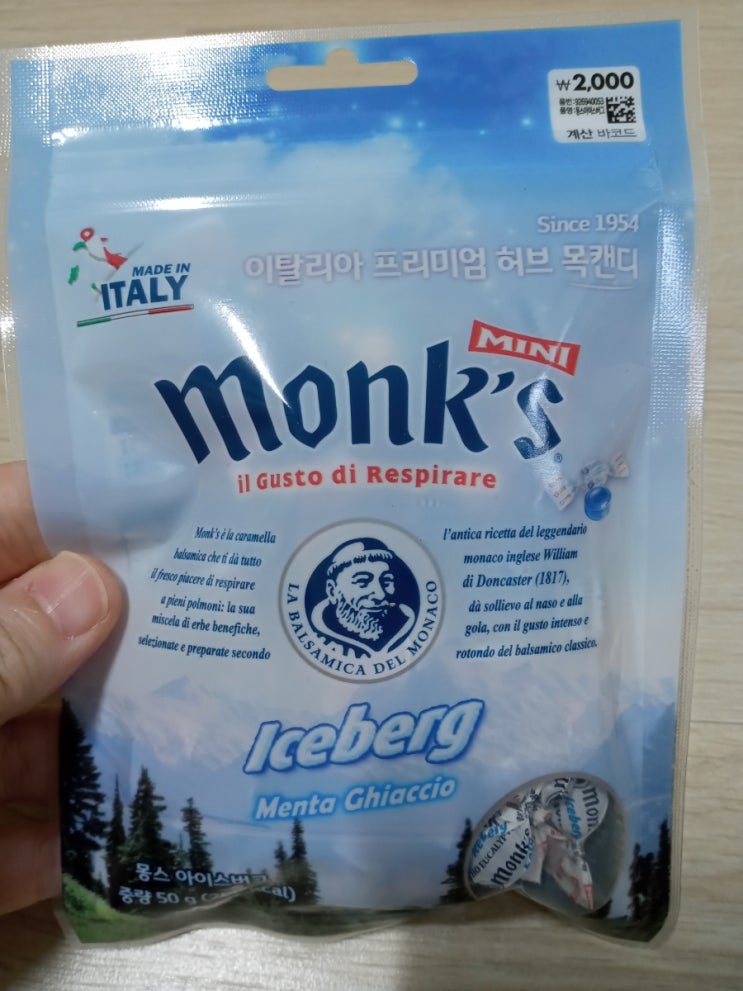 ₩2,000
계산 바코드
Since 1954
이탈리아 프리미엄 허브 목캔디
MADE IN
ITALY
MINI
monk's
il Gusto di Respirare
Monk's è la caramella
balsamica che ti dà tutto
il fresco piacere di respirare
a pieni polmoni: la sua
miscela di erbe benefiche,
selezionate e preparate secondo
l'antica ricetta del leggendario
monaco inglese William
di Doncaster (1817),
dà sollievo al naso e alla
gola, con il gusto intenso e
rotondo del balsamico classico.
LA BALSAMICA DEL MONACO
Iceberg
Menta Ghiaccio
몽스 아이스버그
중량 50 g
Iceberg
monk's